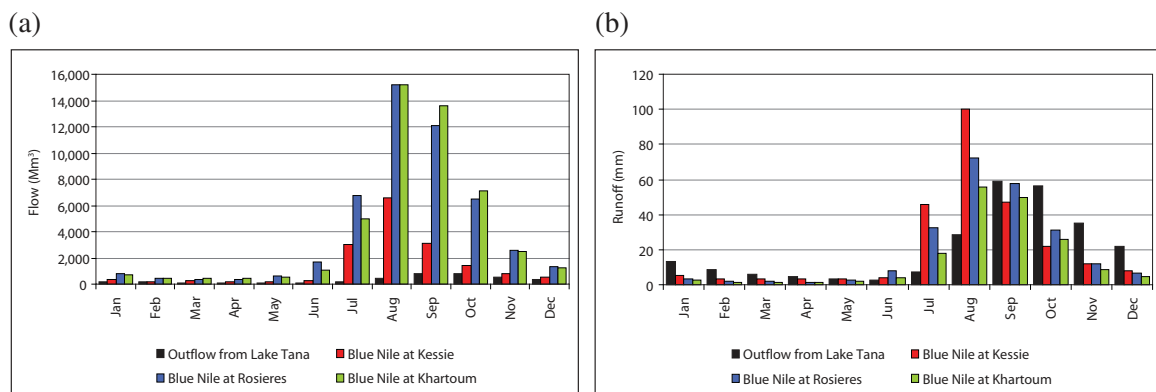 (a)
Flow (Mm³)
16,000
14,000
12,000
10,000
8,000
6,000
4,000
2,000
0
Jan
Feb
Mar
Apr
May
Jun
Jul
Aug
Sep
Oct
Nov
Dec
Outflow from Lake Tana
Blue Nile at Kessie
Blue Nile at Rosieres
Blue Nile at Khartoum
(b)
Runoff (mm)
120
100
80
60
40
20
0
Jan
Feb
Mar
Apr
May
Jun
Jul
Aug
Sep
Oct
Nov
Dec
Outflow from Lake Tana
Blue Nile at Kessie
Blue Nile at Rosieres
Blue Nile at Khartoum